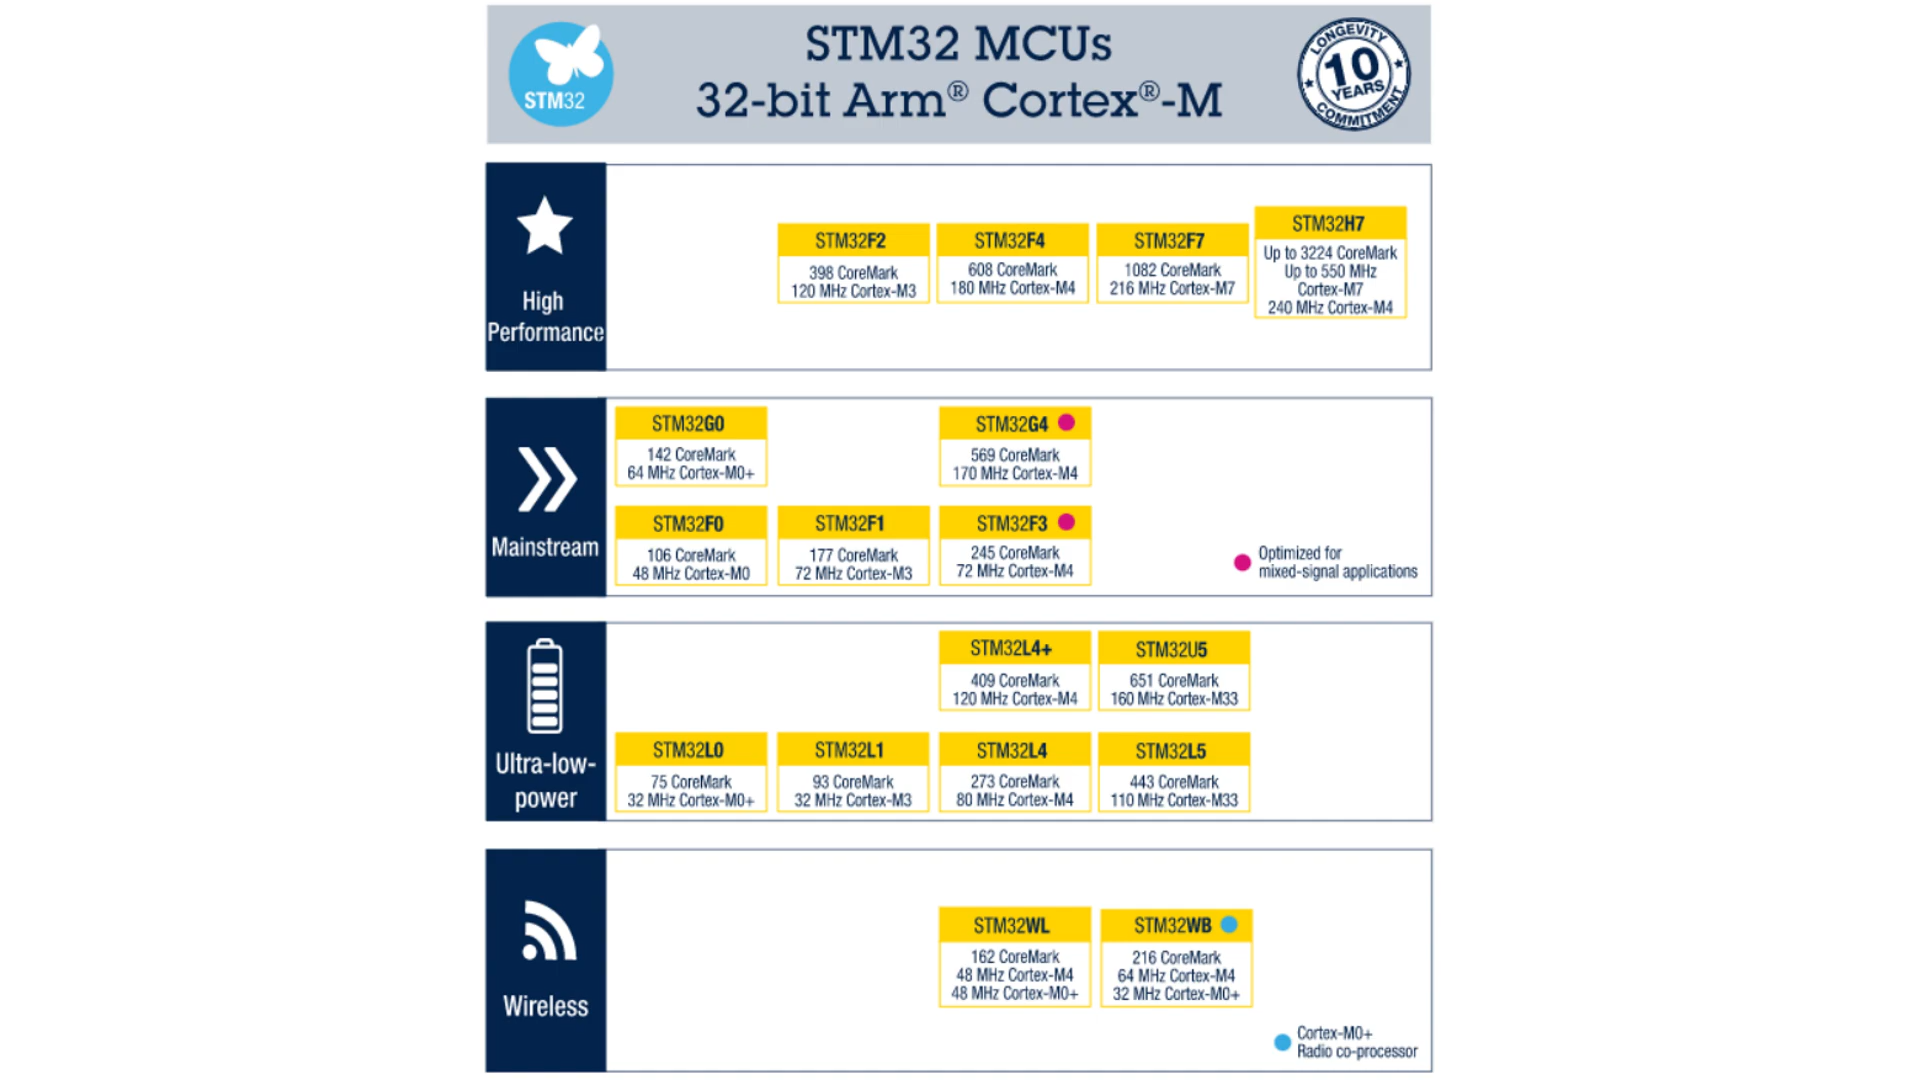 STM32
STM32 MCUs
32-bit Arm® Cortex®-M
LONGEVITY
10
YEARS
COMMITMENT
High
Performance
STM32F2
398 CoreMark
120 MHz Cortex-M3
STM32F4
608 CoreMark
180 MHz Cortex-M4
STM32F7
1082 CoreMark
216 MHz Cortex-M7
STM32H7
Up to 3224 CoreMark
Up to 550 MHz
Cortex-M7
240 MHz Cortex-M4
Mainstream
STM32G0
142 CoreMark
64 MHz Cortex-M0+
STM32G4
569 CoreMark
170 MHz Cortex-M4
STM32F0
106 CoreMark
48 MHz Cortex-M0
STM32F1
177 CoreMark
72 MHz Cortex-M3
STM32F3
245 CoreMark
72 MHz Cortex-M4
Optimized for
mixed-signal applications
Ultra-low-
power
STM32L4+
409 CoreMark
120 MHz Cortex-M4
STM32U5
651 CoreMark
160 MHz Cortex-M33
STM32L0
75 CoreMark
32 MHz Cortex-M0+
STM32L1
93 CoreMark
32 MHz Cortex-M3
STM32L4
273 CoreMark
80 MHz Cortex-M4
STM32L5
443 CoreMark
110 MHz Cortex-M33
Wireless
STM32WL
162 CoreMark
48 MHz Cortex-M4
48 MHz Cortex-M0+
STM32WB
216 CoreMark
64 MHz Cortex-M4
32 MHz Cortex-M0+
Cortex-M0+
Radio co-processor